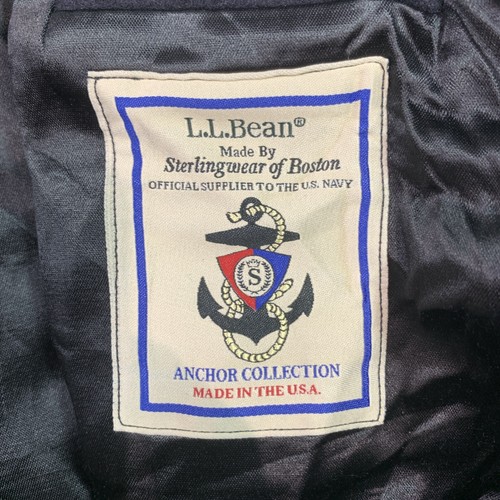 L.L.Bean®
Made By
Sterlingwear of Boston
OFFICIAL SUPPLIER TO THE U.S. NAVY
S
ANCHOR COLLECTION
MADE IN THE U.S.A.